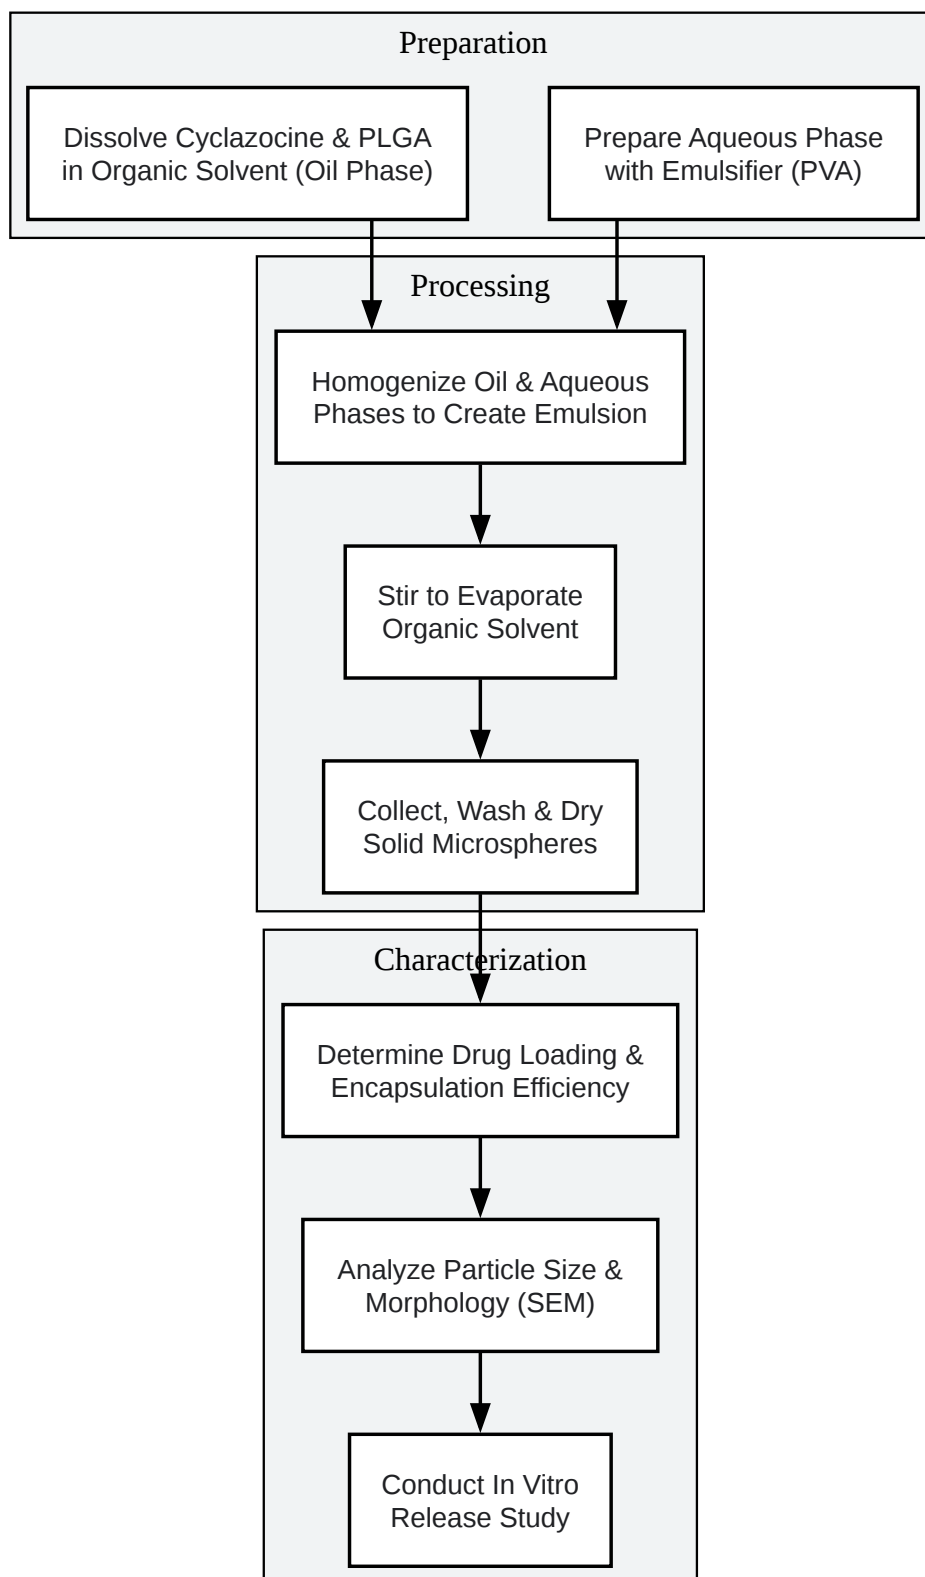 Preparation
Dissolve Cyclazocine & PLGA
in Organic Solvent (Oil Phase)
Prepare Aqueous Phase
with Emulsifier (PVA)
Processing
Homogenize Oil & Aqueous
Phases to Create Emulsion
Stir to Evaporate
Organic Solvent
Collect, Wash & Dry
Solid Microspheres
Characterization
Determine Drug Loading &
Encapsulation Efficiency
Analyze Particle Size &
Morphology (SEM)
Conduct In Vitro
Release Study